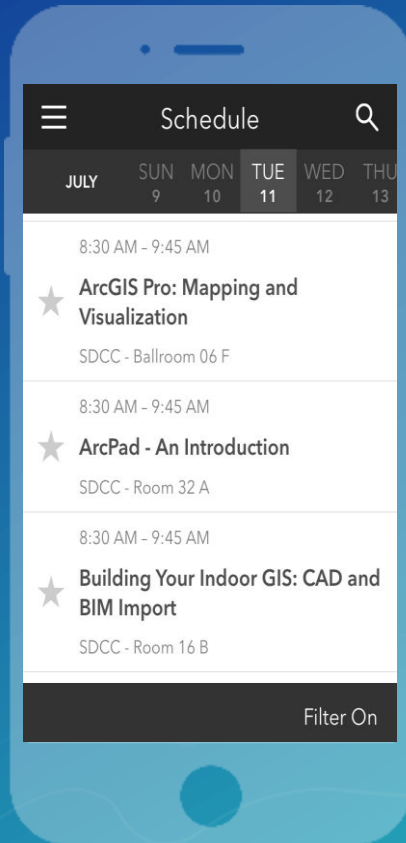 Schedule
JULY SUN MON TUE WED THU
9 10 11 12 13
8:30 AM – 9:45 AM
ArcGIS Pro: Mapping and
Visualization
SDCC - Ballroom 06 F
8:30 AM – 9:45 AM
ArcPad - An Introduction
SDCC - Room 32 A
8:30 AM – 9:45 AM
Building Your Indoor GIS: CAD and
BIM Import
SDCC - Room 16 B
Filter On